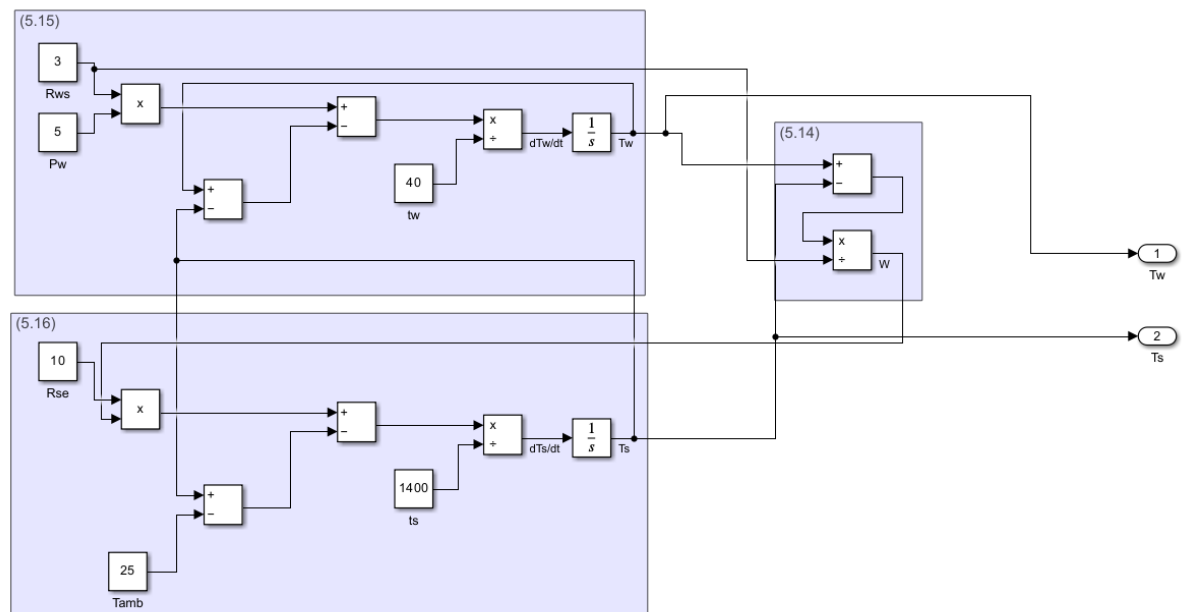 (5.15)
3
Rws
x
5
Pw
+
−
+
−
x
÷
40
tw
dTw/dt
1
s
Tw
(5.14)
+
−
x
÷
W
1
Tw
2
Ts
(5.16)
10
Rse
x
+
−
+
−
x
÷
1400
ts
dTs/dt
1
s
Ts
25
Tamb